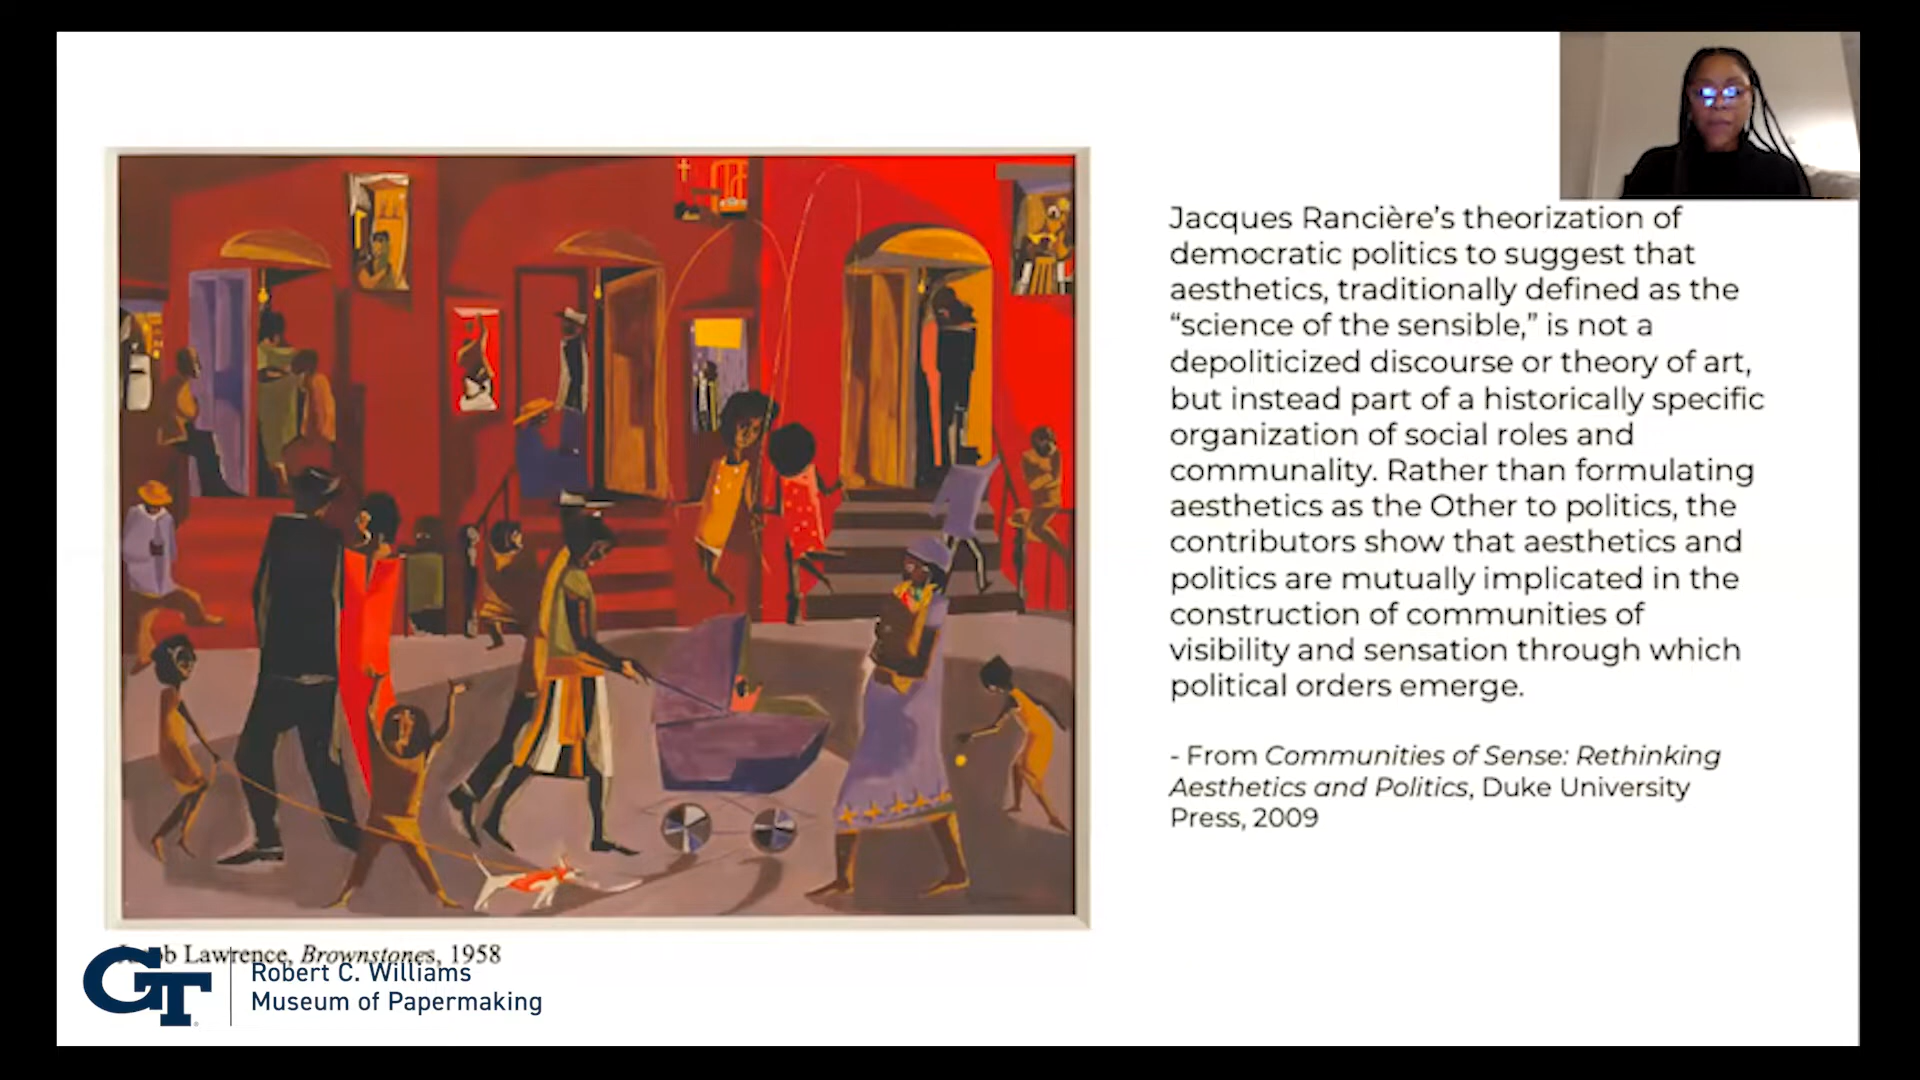 Jacques Rancière’s theorization of
democratic politics to suggest that
aesthetics, traditionally defined as the
“science of the sensible,” is not a
depoliticized discourse or theory of art,
but instead part of a historically specific
organization of social roles and
communality. Rather than formulating
aesthetics as the Other to politics, the
contributors show that aesthetics and
politics are mutually implicated in the
construction of communities of
visibility and sensation through which
political orders emerge.
- From Communities of Sense: Rethinking
Aesthetics and Politics, Duke University
Press, 2009
Jacob Lawrence, Brownstones, 1958
GT
Robert C. Williams
Museum of Papermaking